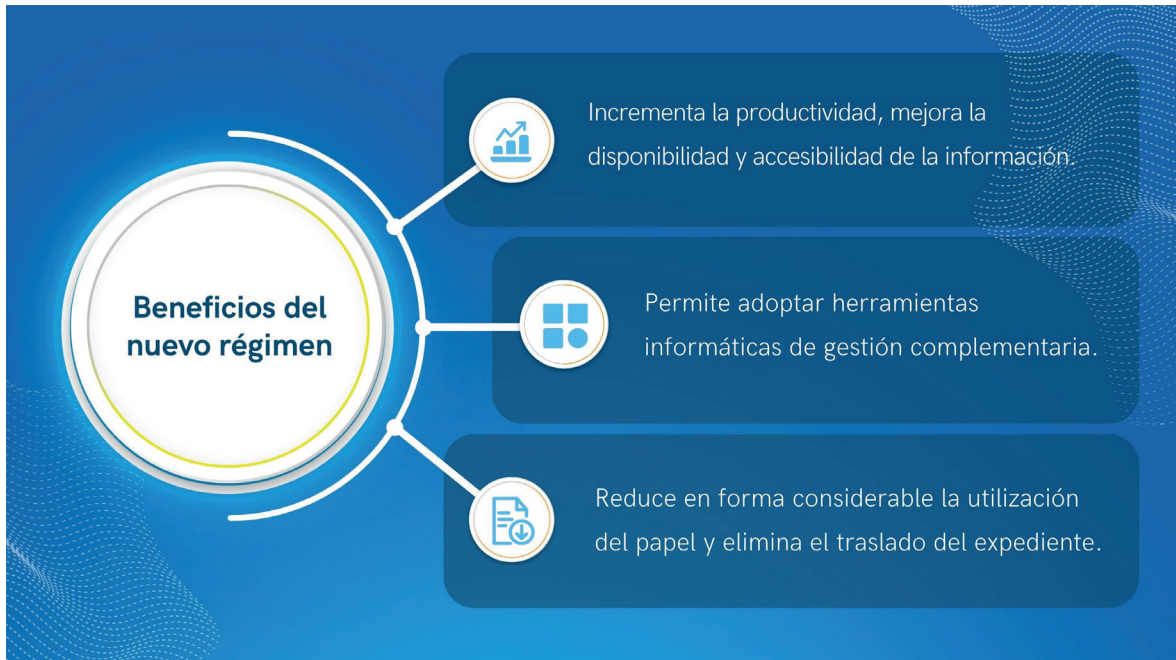 Beneficios del
nuevo régimen
Incrementa la productividad, mejora la
disponibilidad y accesibilidad de la información.
Permite adoptar herramientas
informáticas de gestión complementaria.
Reduce en forma considerable la utilización
del papel y elimina el traslado del expediente.